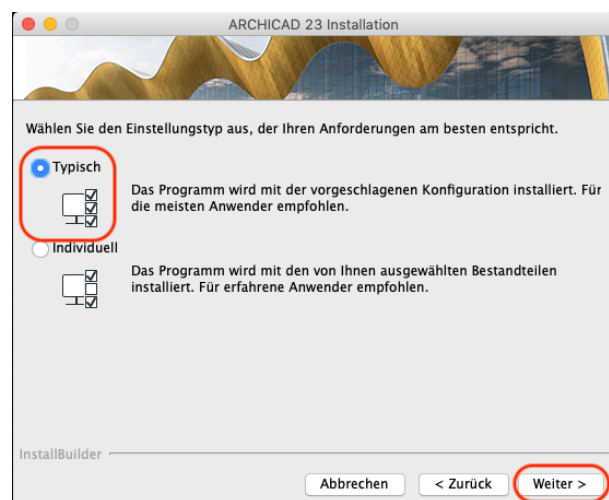 ARCHICAD 23 Installation
Wählen Sie den Einstellungstyp aus, der Ihren Anforderungen am besten entspricht.
Typisch
Das Programm wird mit der vorgeschlagenen Konfiguration installiert. Für
die meisten Anwender empfohlen.
Individuell
Das Programm wird mit den von Ihnen ausgewählten Bestandteilen
installiert. Für erfahrene Anwender empfohlen.
InstallBuilder
Abbrechen
< Zurück
Weiter >